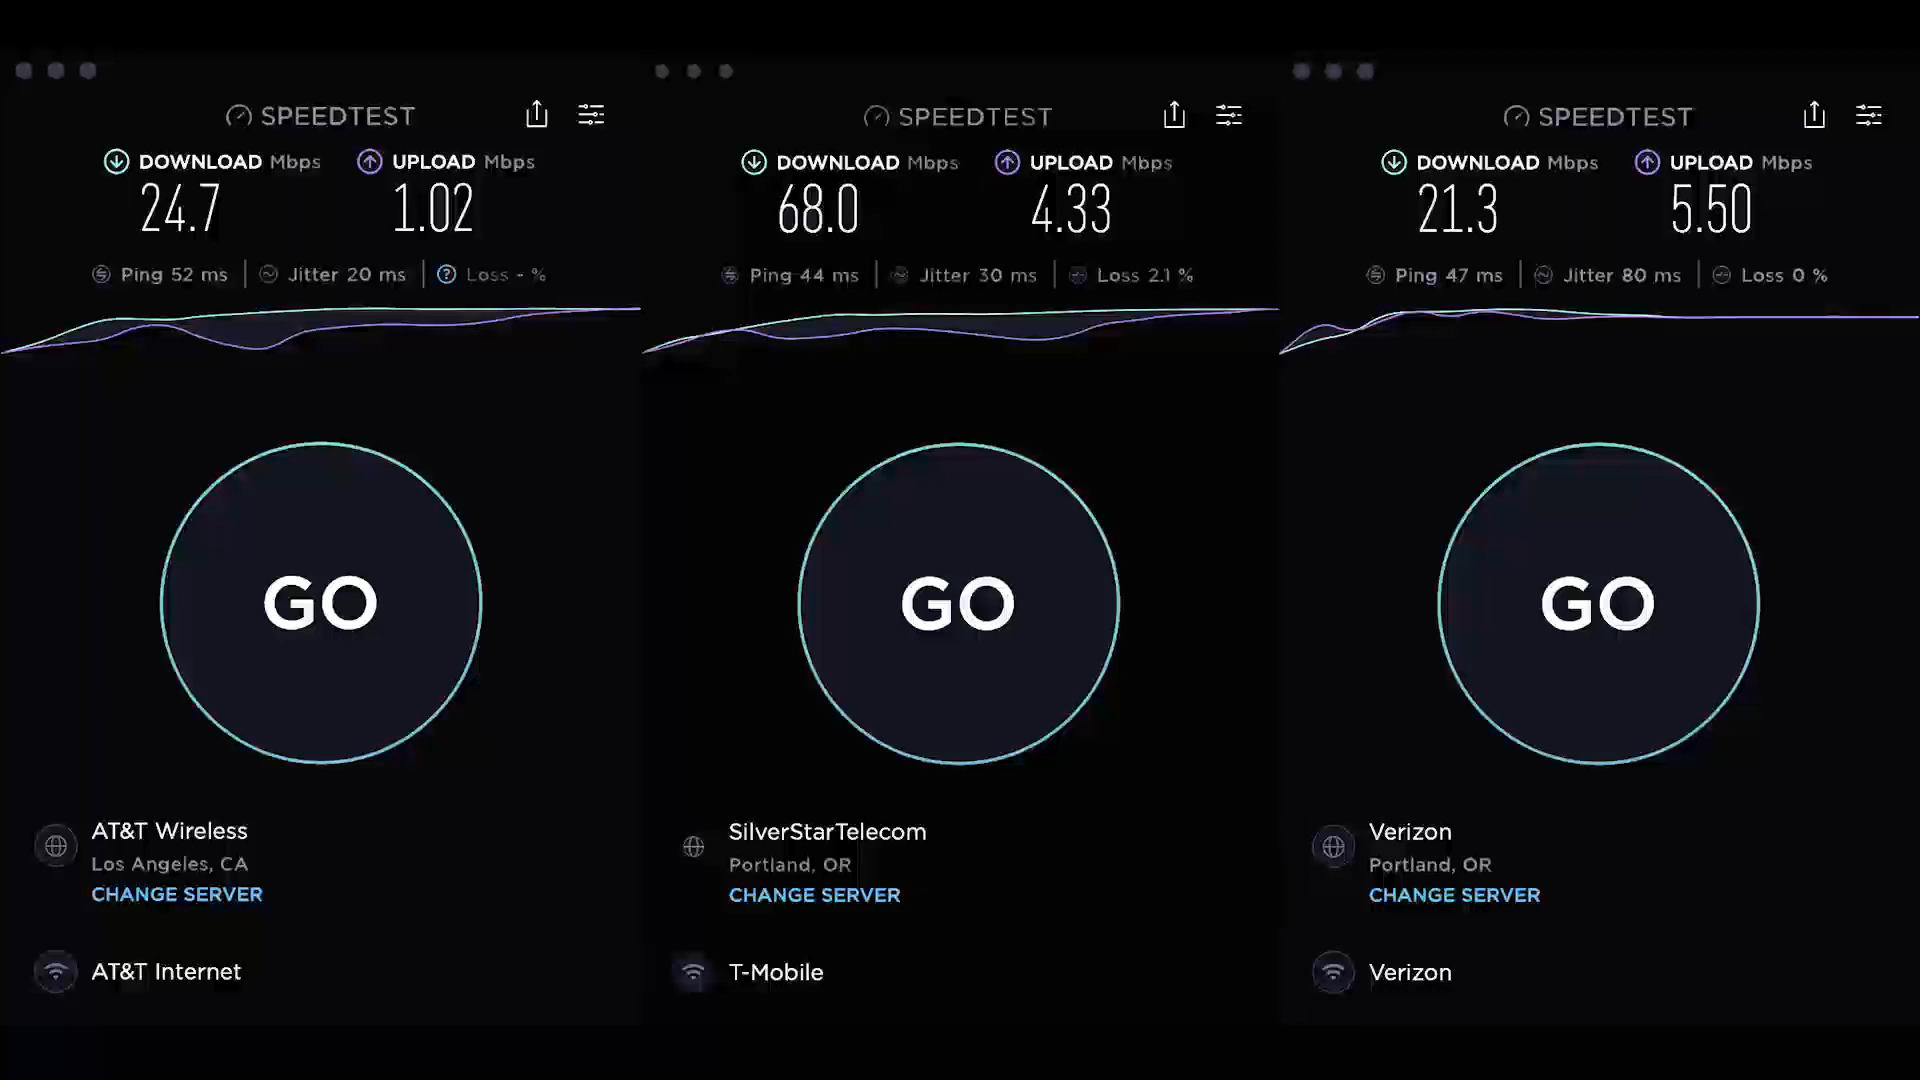 SPEEDTEST
DOWNLOAD Mbps UPLOAD Mbps
24.7 1.02
Ping 52 ms Jitter 20 ms ? Loss - %
GO
AT&T Wireless
Los Angeles, CA
CHANGE SERVER
AT&T Internet
SPEEDTEST
DOWNLOAD Mbps UPLOAD Mbps
68.0 4.33
Ping 44 ms Jitter 30 ms Loss 2.1 %
GO
SilverStarTelecom
Portland, OR
CHANGE SERVER
T-Mobile
SPEEDTEST
DOWNLOAD Mbps UPLOAD Mbps
21.3 5.50
Ping 47 ms Jitter 80 ms Loss 0 %
GO
Verizon
Portland, OR
CHANGE SERVER
Verizon